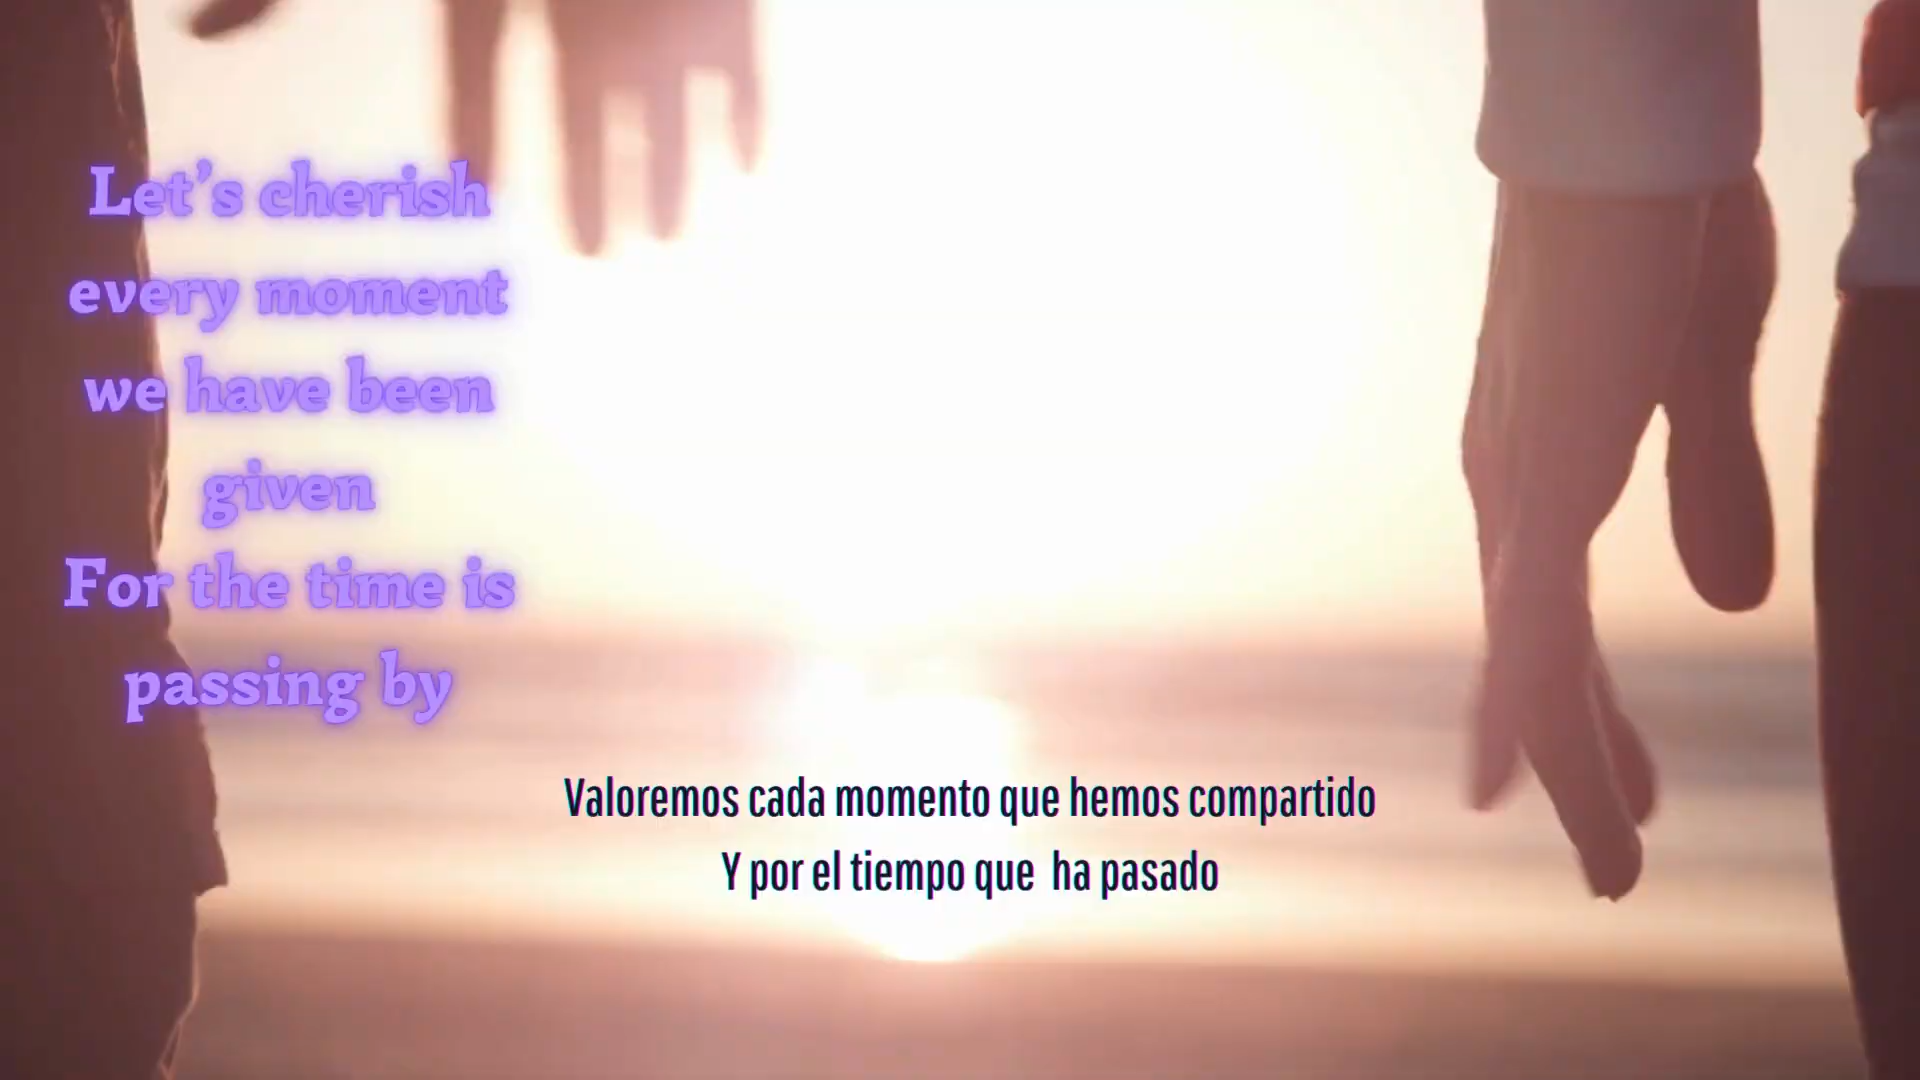 Let's cherish
every moment
we have been
given
For the time is
passing by
Valoremos cada momento que hemos compartido
Y por el tiempo que ha pasado